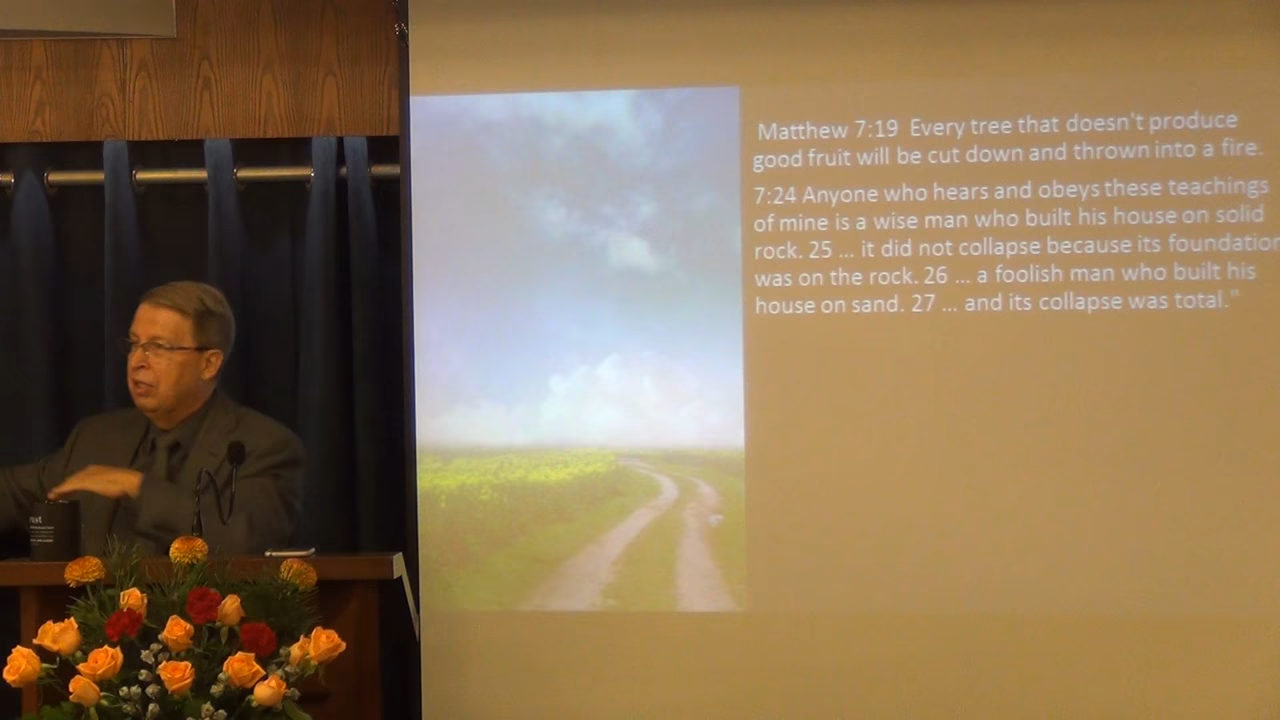 Matthew 7:19 Every tree that doesn't produce
good fruit will be cut down and thrown into a fire.
7:24 Anyone who hears and obeys these teachings
of mine is a wise man who built his house on solid
rock. 25 ... it did not collapse because its foundation
was on the rock. 26 ... a foolish man who built his
house on sand. 27 ... and its collapse was total."